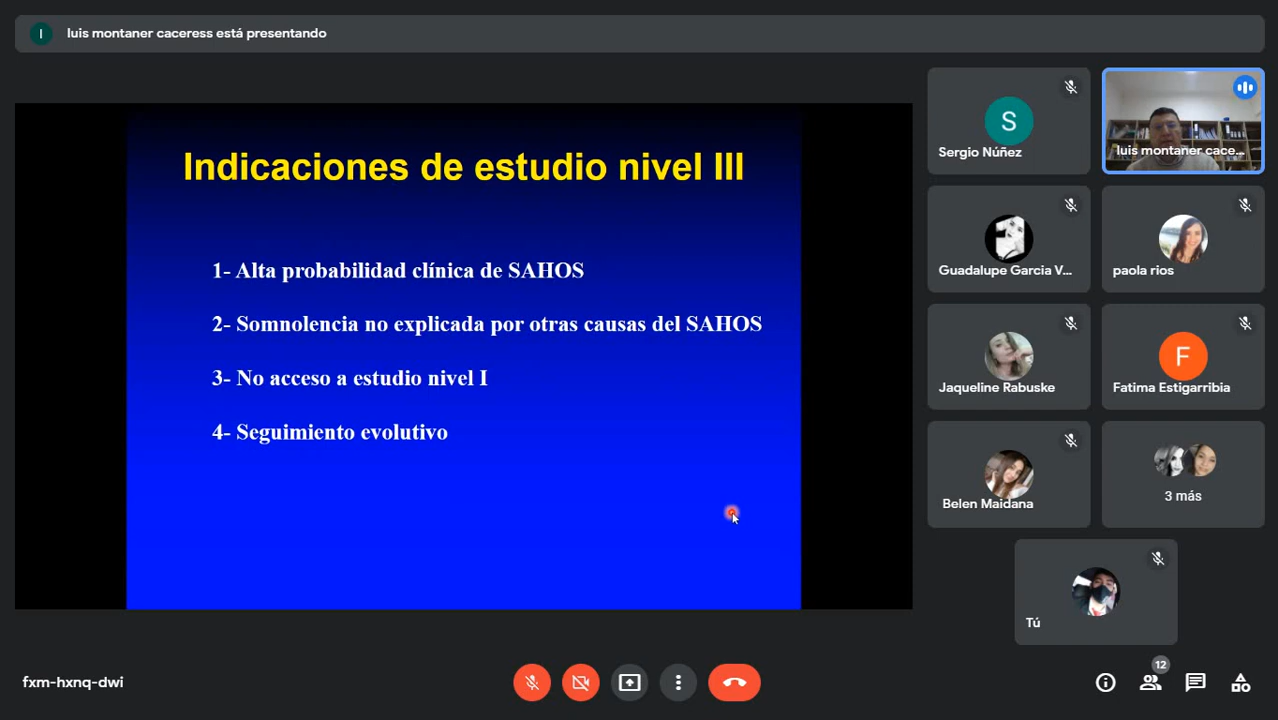 I
luis montaner caceress está presentando
Indicaciones de estudio nivel III
1- Alta probabilidad clínica de SAHOS
2- Somnolencia no explicada por otras causas del SAHOS
3- No acceso a estudio nivel I
4- Seguimiento evolutivo
S
Sergio Núñez
luis montaner cace...
Guadalupe Garcia V...
paola rios
Jaqueline Rabuske
F
Fatima Estigarribia
Belen Maidana
3 más
Tú
fxm-hxnq-dwi
12